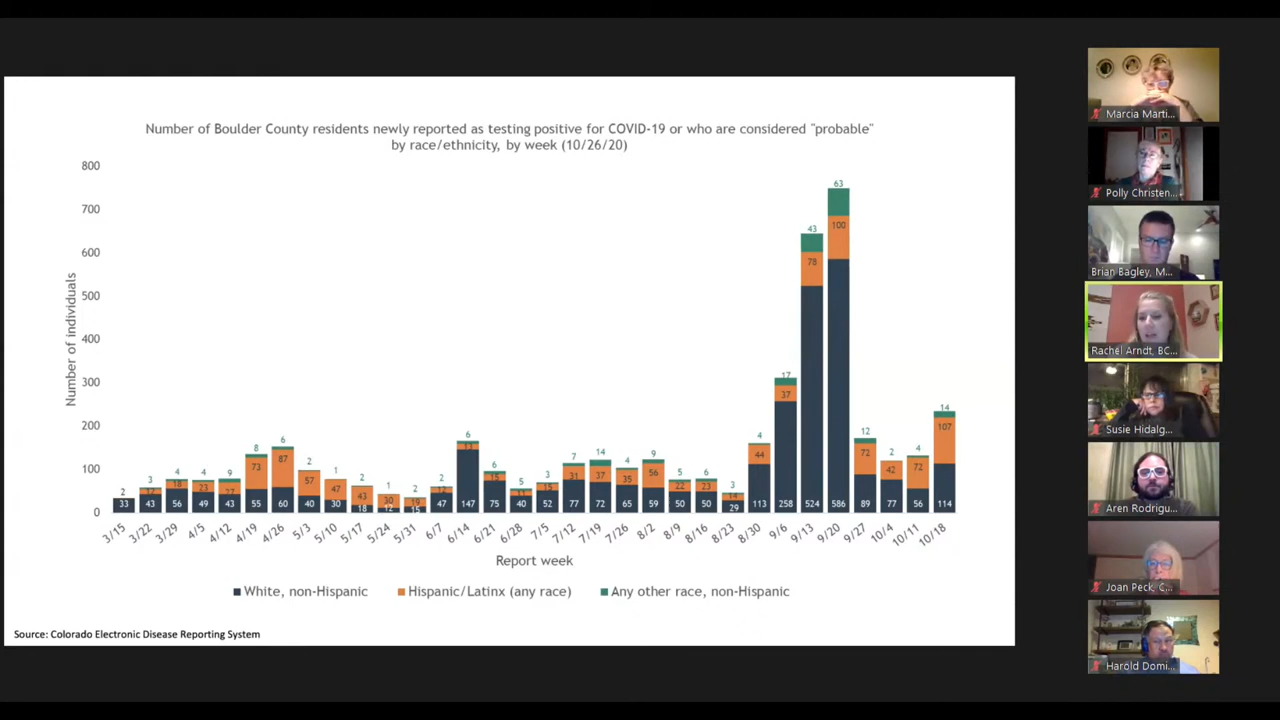 Number of Boulder County residents newly reported as testing positive for COVID-19 or who are considered "probable"
by race/ethnicity, by week (10/26/20)
Number of individuals
800
700
600
500
400
300
200
100
0
2 3 4 4 9 8 6 2 1 2 1 2 2 6 6 5 3 7 14 4 9 5 6 3 4 17 43 63 12 2 4 14
12 18 23 27 73 87 57 47 43 30 19 12 13 15 11 15 31 37 35 56 22 23 14 44 37 78 100 72 42 72 107
33 43 56 49 43 55 60 40 30 18 12 15 47 147 75 40 52 77 72 65 59 50 50 29 113 258 524 586 89 77 56 114
3/15 3/22 3/29 4/5 4/12 4/19 4/26 5/3 5/10 5/17 5/24 5/31 6/7 6/14 6/21 6/28 7/5 7/12 7/19 7/26 8/2 8/9 8/16 8/23 8/30 9/6 9/13 9/20 9/27 10/4 10/11 10/18
Report week
White, non-Hispanic Hispanic/Latinx (any race) Any other race, non-Hispanic
Source: Colorado Electronic Disease Reporting System
Marcia Marti...
Polly Christen...
Brian Bagley, M...
Rachel Arndt, BC...
Susie Hidalg...
Aren Rodrigu...
Joan Peck, C...
Harold Domi...